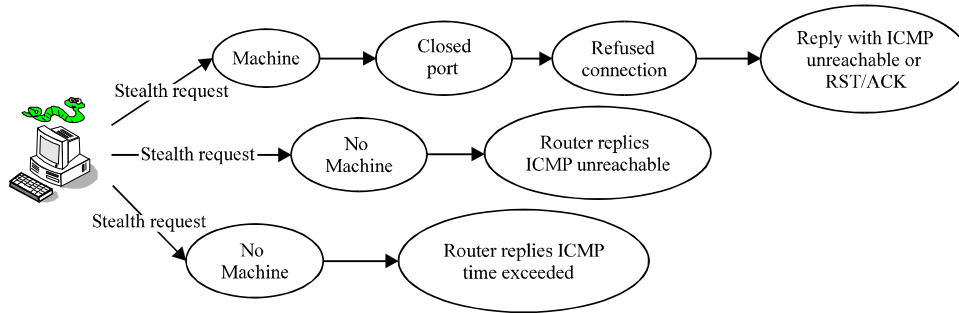 Stealth request
Machine
Closed
port
Refused
connection
Reply with ICMP
unreachable or
RST/ACK
Stealth request
No
Machine
Router replies
ICMP unreachable
Stealth request
No
Machine
Router replies ICMP
time exceeded